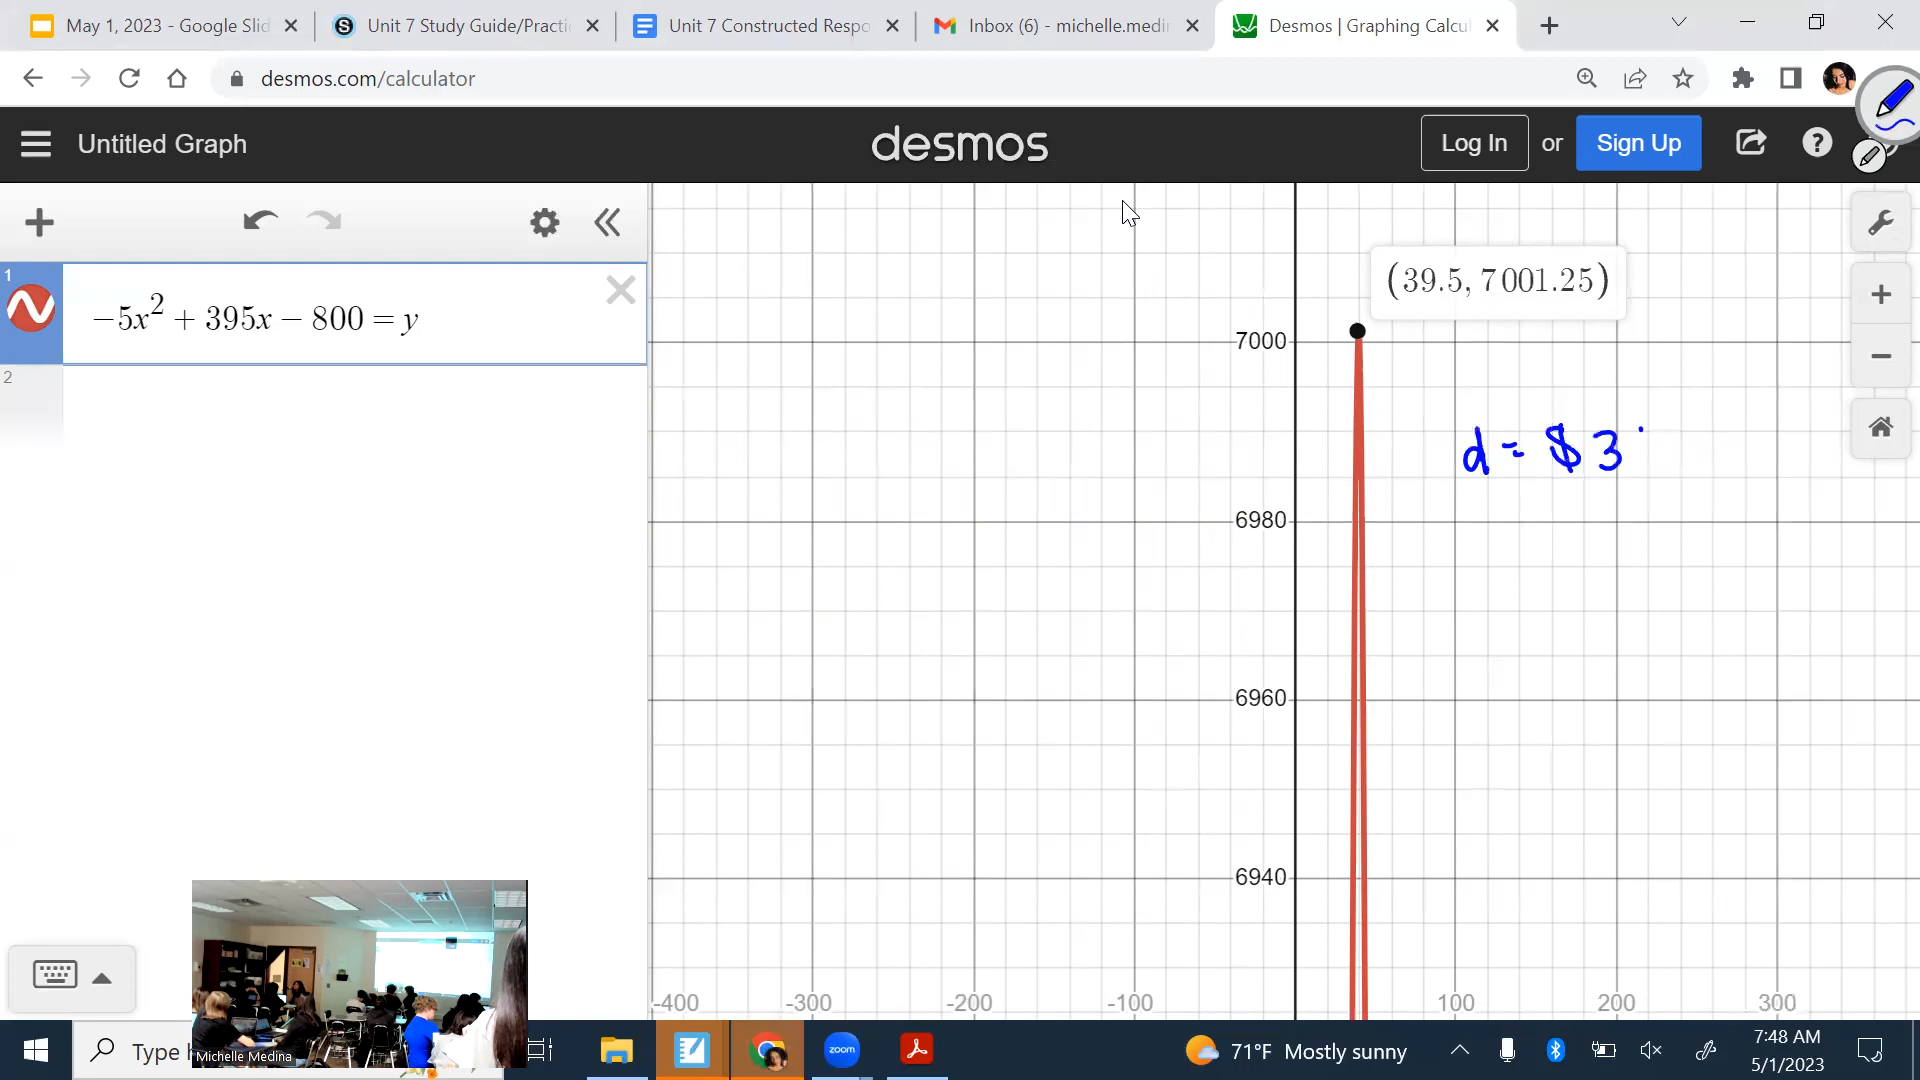 May 1, 2023 - Google Slid
Unit 7 Study Guide/Practi
Unit 7 Constructed Respo
Inbox (6) - michelle.medin
Desmos | Graphing Calcul
desmos.com/calculator
Untitled Graph
desmos
Log In
or
Sign Up
1
−5x² + 395x − 800 = y
2
(39.5, 7001.25)
7000
d = $ 3
6980
6960
6940
-400
-300
-200
-100
100
200
300
Michelle Medina
Type h
zoom
71°F Mostly sunny
7:48 AM
5/1/2023